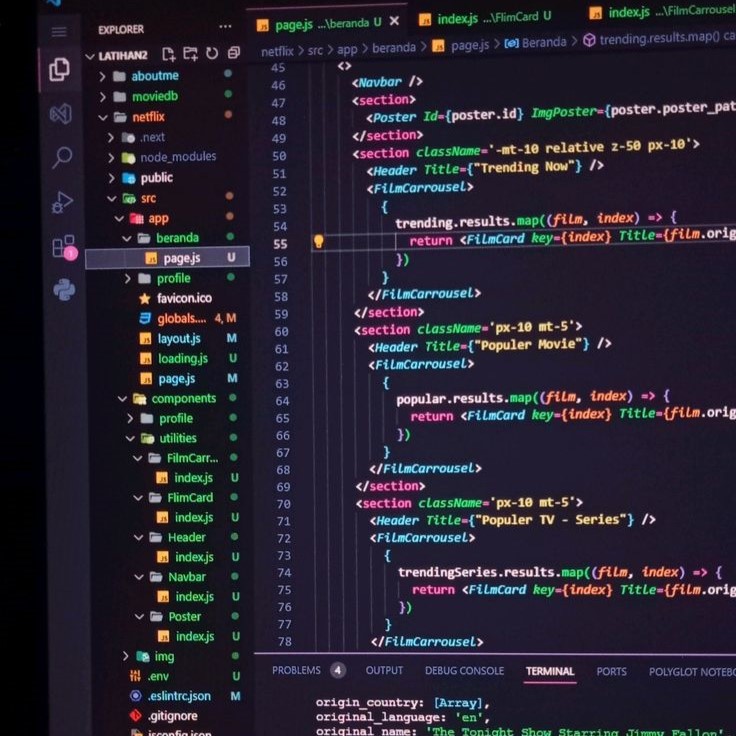 EXPLORER ...
LATIHAN2
aboutme
moviedb
netflix
.next
node_modules
public
src
app
beranda
page.js U
profile
favicon.ico
globals.... 4, M
layout.js M
loading.js U
page.js M
components
profile
utilities
FilmCarr...
index.js U
FlimCard
index.js U
Header
index.js U
Navbar
index.js U
Poster
index.js U
img
.env U
.eslintrc.json M
.gitignore
page.js ...\beranda U
index.js ...\FlimCard U
index.js ...\FilmCarrousel
netflix > src > app > beranda > page.js > Beranda > trending.results.map() ca
45 <>
46 <Navbar />
47 <section>
48 <Poster Id={poster.id} ImgPoster={poster.poster_pat
49 </section>
50 <section className='-mt-10 relative z-50 px-10'>
51 <Header Title={"Trending Now"} />
52 <FilmCarrousel>
53 {
54 trending.results.map((film, index) => {
55 return <FilmCard key={index} Title={film.orig
56 })
57 }
58 </FilmCarrousel>
59 </section>
60 <section className='px-10 mt-5'>
61 <Header Title={"Populer Movie"} />
62 <FilmCarrousel>
63 {
64 popular.results.map((film, index) => {
65 return <FilmCard key={index} Title={film.orig
66 })
67 }
68 </FilmCarrousel>
69 </section>
70 <section className='px-10 mt-5'>
71 <Header Title={"Populer TV - Series"} />
72 <FilmCarrousel>
73 {
74 trendingSeries.results.map((film, index) => {
75 return <FilmCard key={index} Title={film.orig
76 })
77 }
78 </FilmCarrousel>
PROBLEMS 4 OUTPUT DEBUG CONSOLE TERMINAL PORTS POLYGLOT NOTEB
origin_country: [Array],
original_language: 'en',
original_name: 'The Tonight Show Starring Jimmy Fallon',